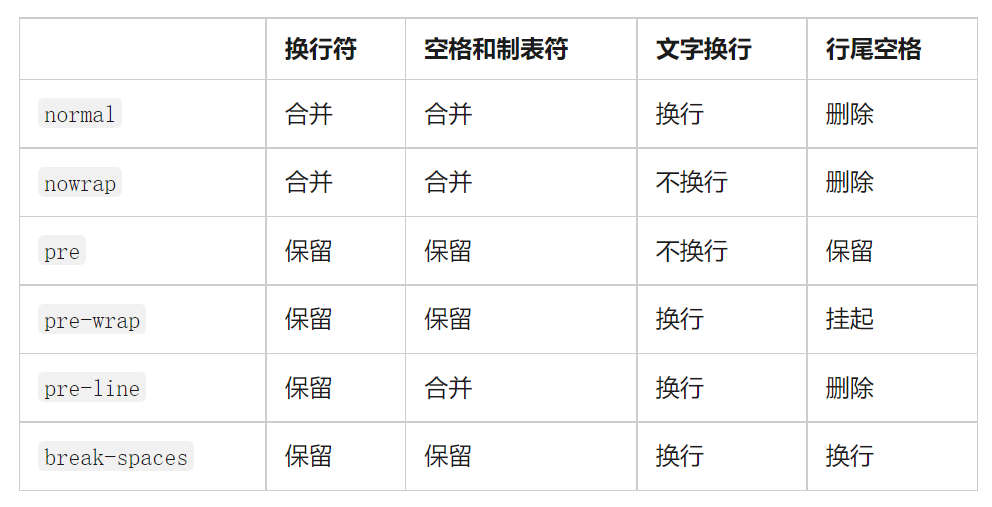 换行符 空格和制表符 文字换行 行尾空格
normal 合并 合并 换行 删除
nowrap 合并 合并 不换行 删除
pre 保留 保留 不换行 保留
pre-wrap 保留 保留 换行 挂起
pre-line 保留 合并 换行 删除
break-spaces 保留 保留 换行 换行